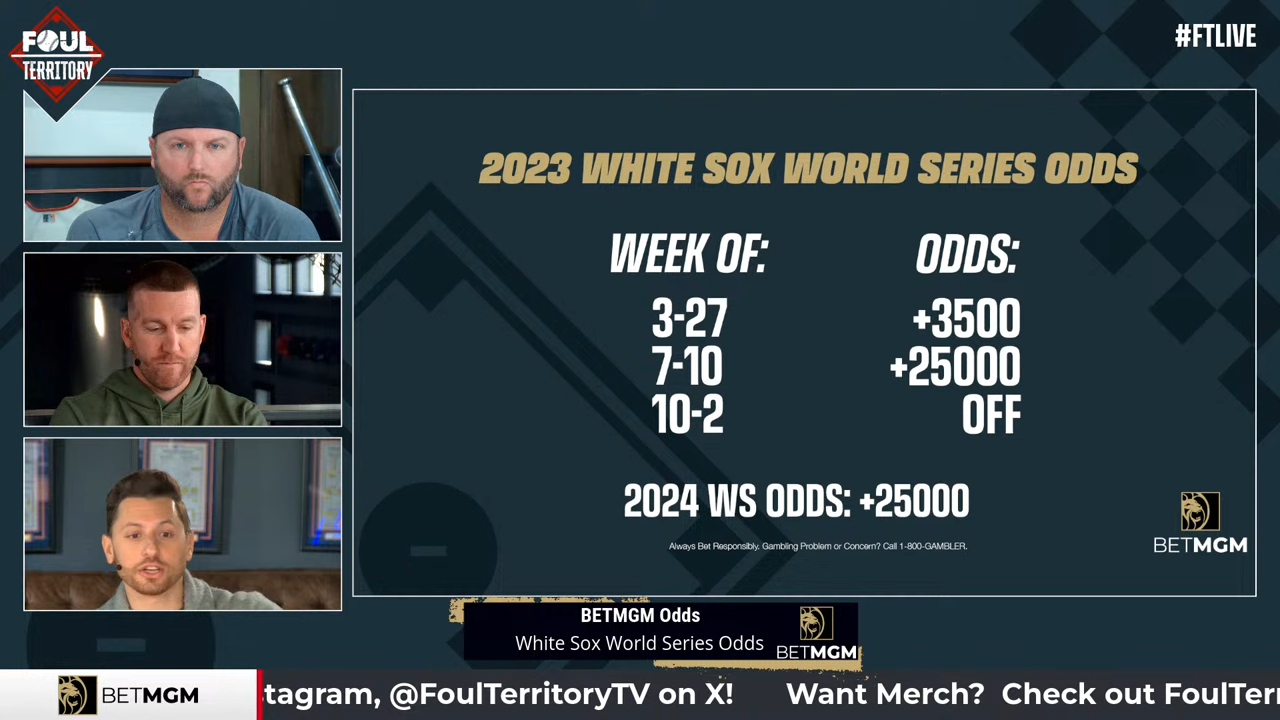 FOUL
TERRITORY
#FTLIVE
2023 WHITE SOX WORLD SERIES ODDS
WEEK OF: ODDS:
3-27 +3500
7-10 +25000
10-2 OFF
2024 WS ODDS: +25000
Always Bet Responsibly. Gambling Problem or Concern? Call 1-800-GAMBLER.
BETMGM
BETMGM Odds
White Sox World Series Odds
BETMGM
BETMGM
stagram, @FoulTerritoryTV on X! Want Merch? Check out FoulTerr